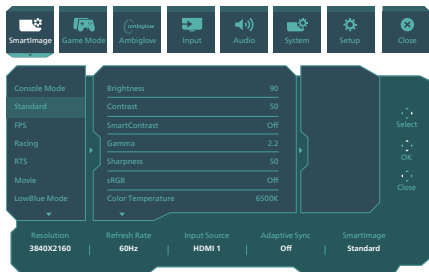 SmartImage
Game Mode
ambiglow
Ambiglow
Input
Audio
System
Setup
Close
Console Mode
Standard
FPS
Racing
RTS
Movie
LowBlue Mode
Brightness 90
Contrast 50
SmartContrast Off
Gamma 2.2
Sharpness 50
sRGB Off
Color Temperature 6500K
Select
OK
Close
Resolution Refresh Rate Input Source Adaptive Sync SmartImage
3840X2160 | 60Hz | HDMI 1 | Off | Standard